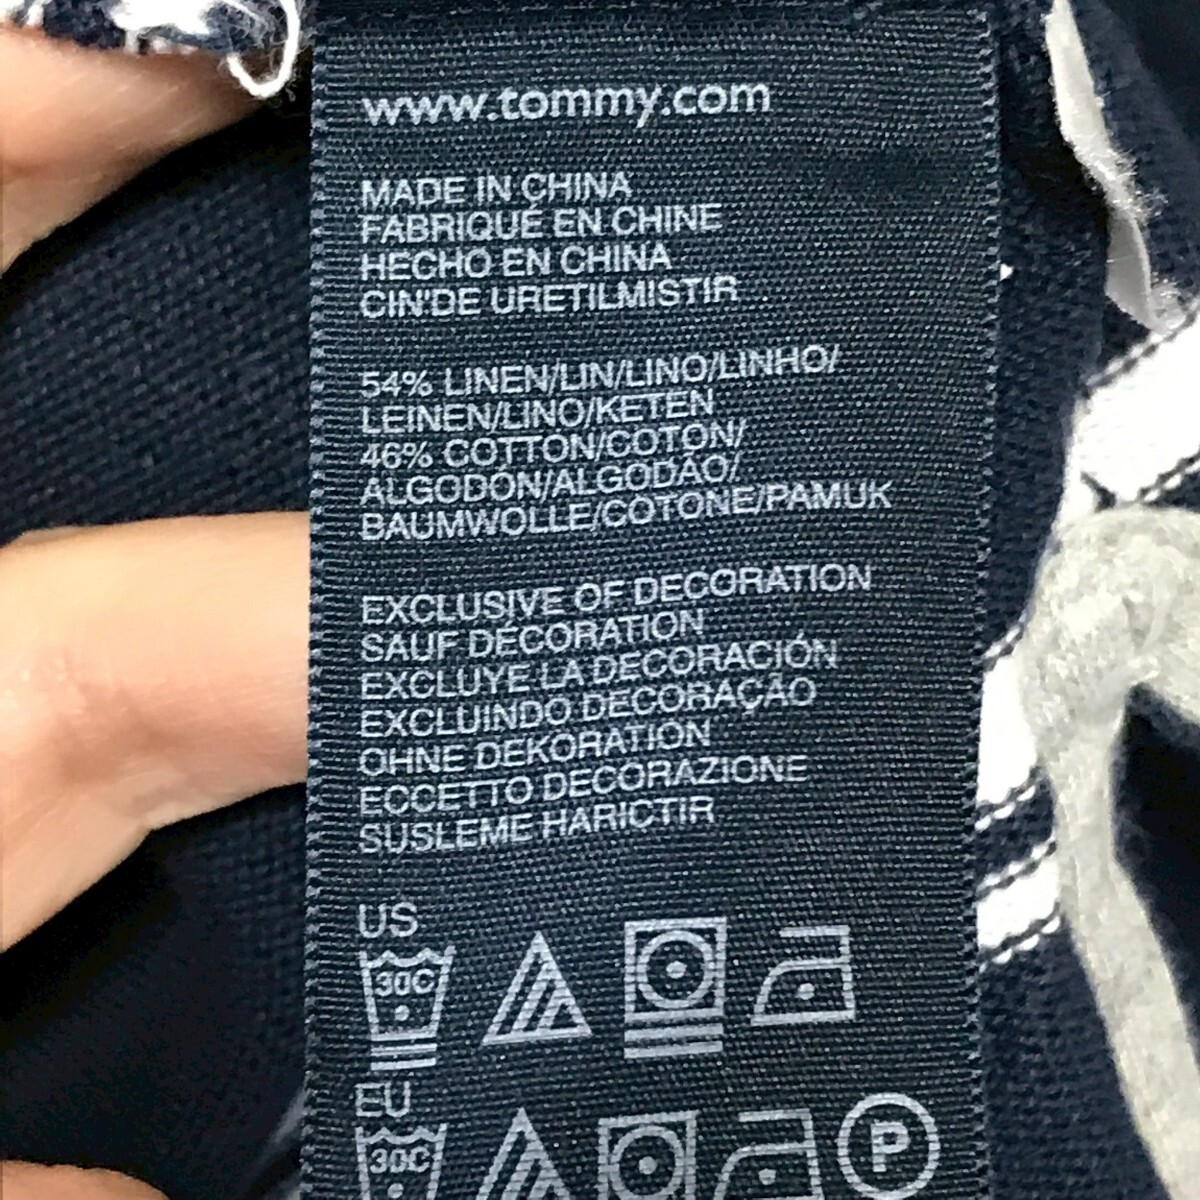 www.tommy.com
MADE IN CHINA
FABRIQUÉ EN CHINE
HECHO EN CHINA
CIN'DE URETILMISTIR
54% LINEN/LIN/LINO/LINHO/
LEINEN/LINO/KETEN
46% COTTON/COTON/
ALGODÓN/ALGODÃO/
BAUMWOLLE/COTONE/PAMUK
EXCLUSIVE OF DECORATION
SAUF DÉCORATION
EXCLUYE LA DECORACIÓN
EXCLUINDO DECORAÇÃO
OHNE DEKORATION
ECCETTO DECORAZIONE
SUSLEME HARICTIR
US
30C
EU
30C P